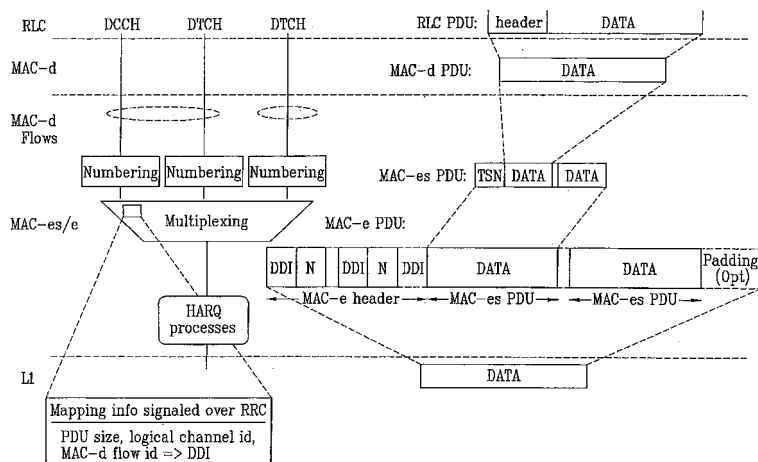 RLC DCCH DTCH DTCH RLC PDU: header DATA
MAC-d MAC-d PDU: DATA
MAC-d
Flows
Numbering Numbering Numbering MAC-es PDU: TSN DATA DATA
MAC-es/e Multiplexing MAC-e PDU:
DDI N DDI N DDI DATA DATA Padding
(Opt)
MAC-e header MAC-es PDU MAC-es PDU
HARQ
processes
L1 DATA
Mapping info signaled over RRC
PDU size, logical channel id,
MAC-d flow id => DDI